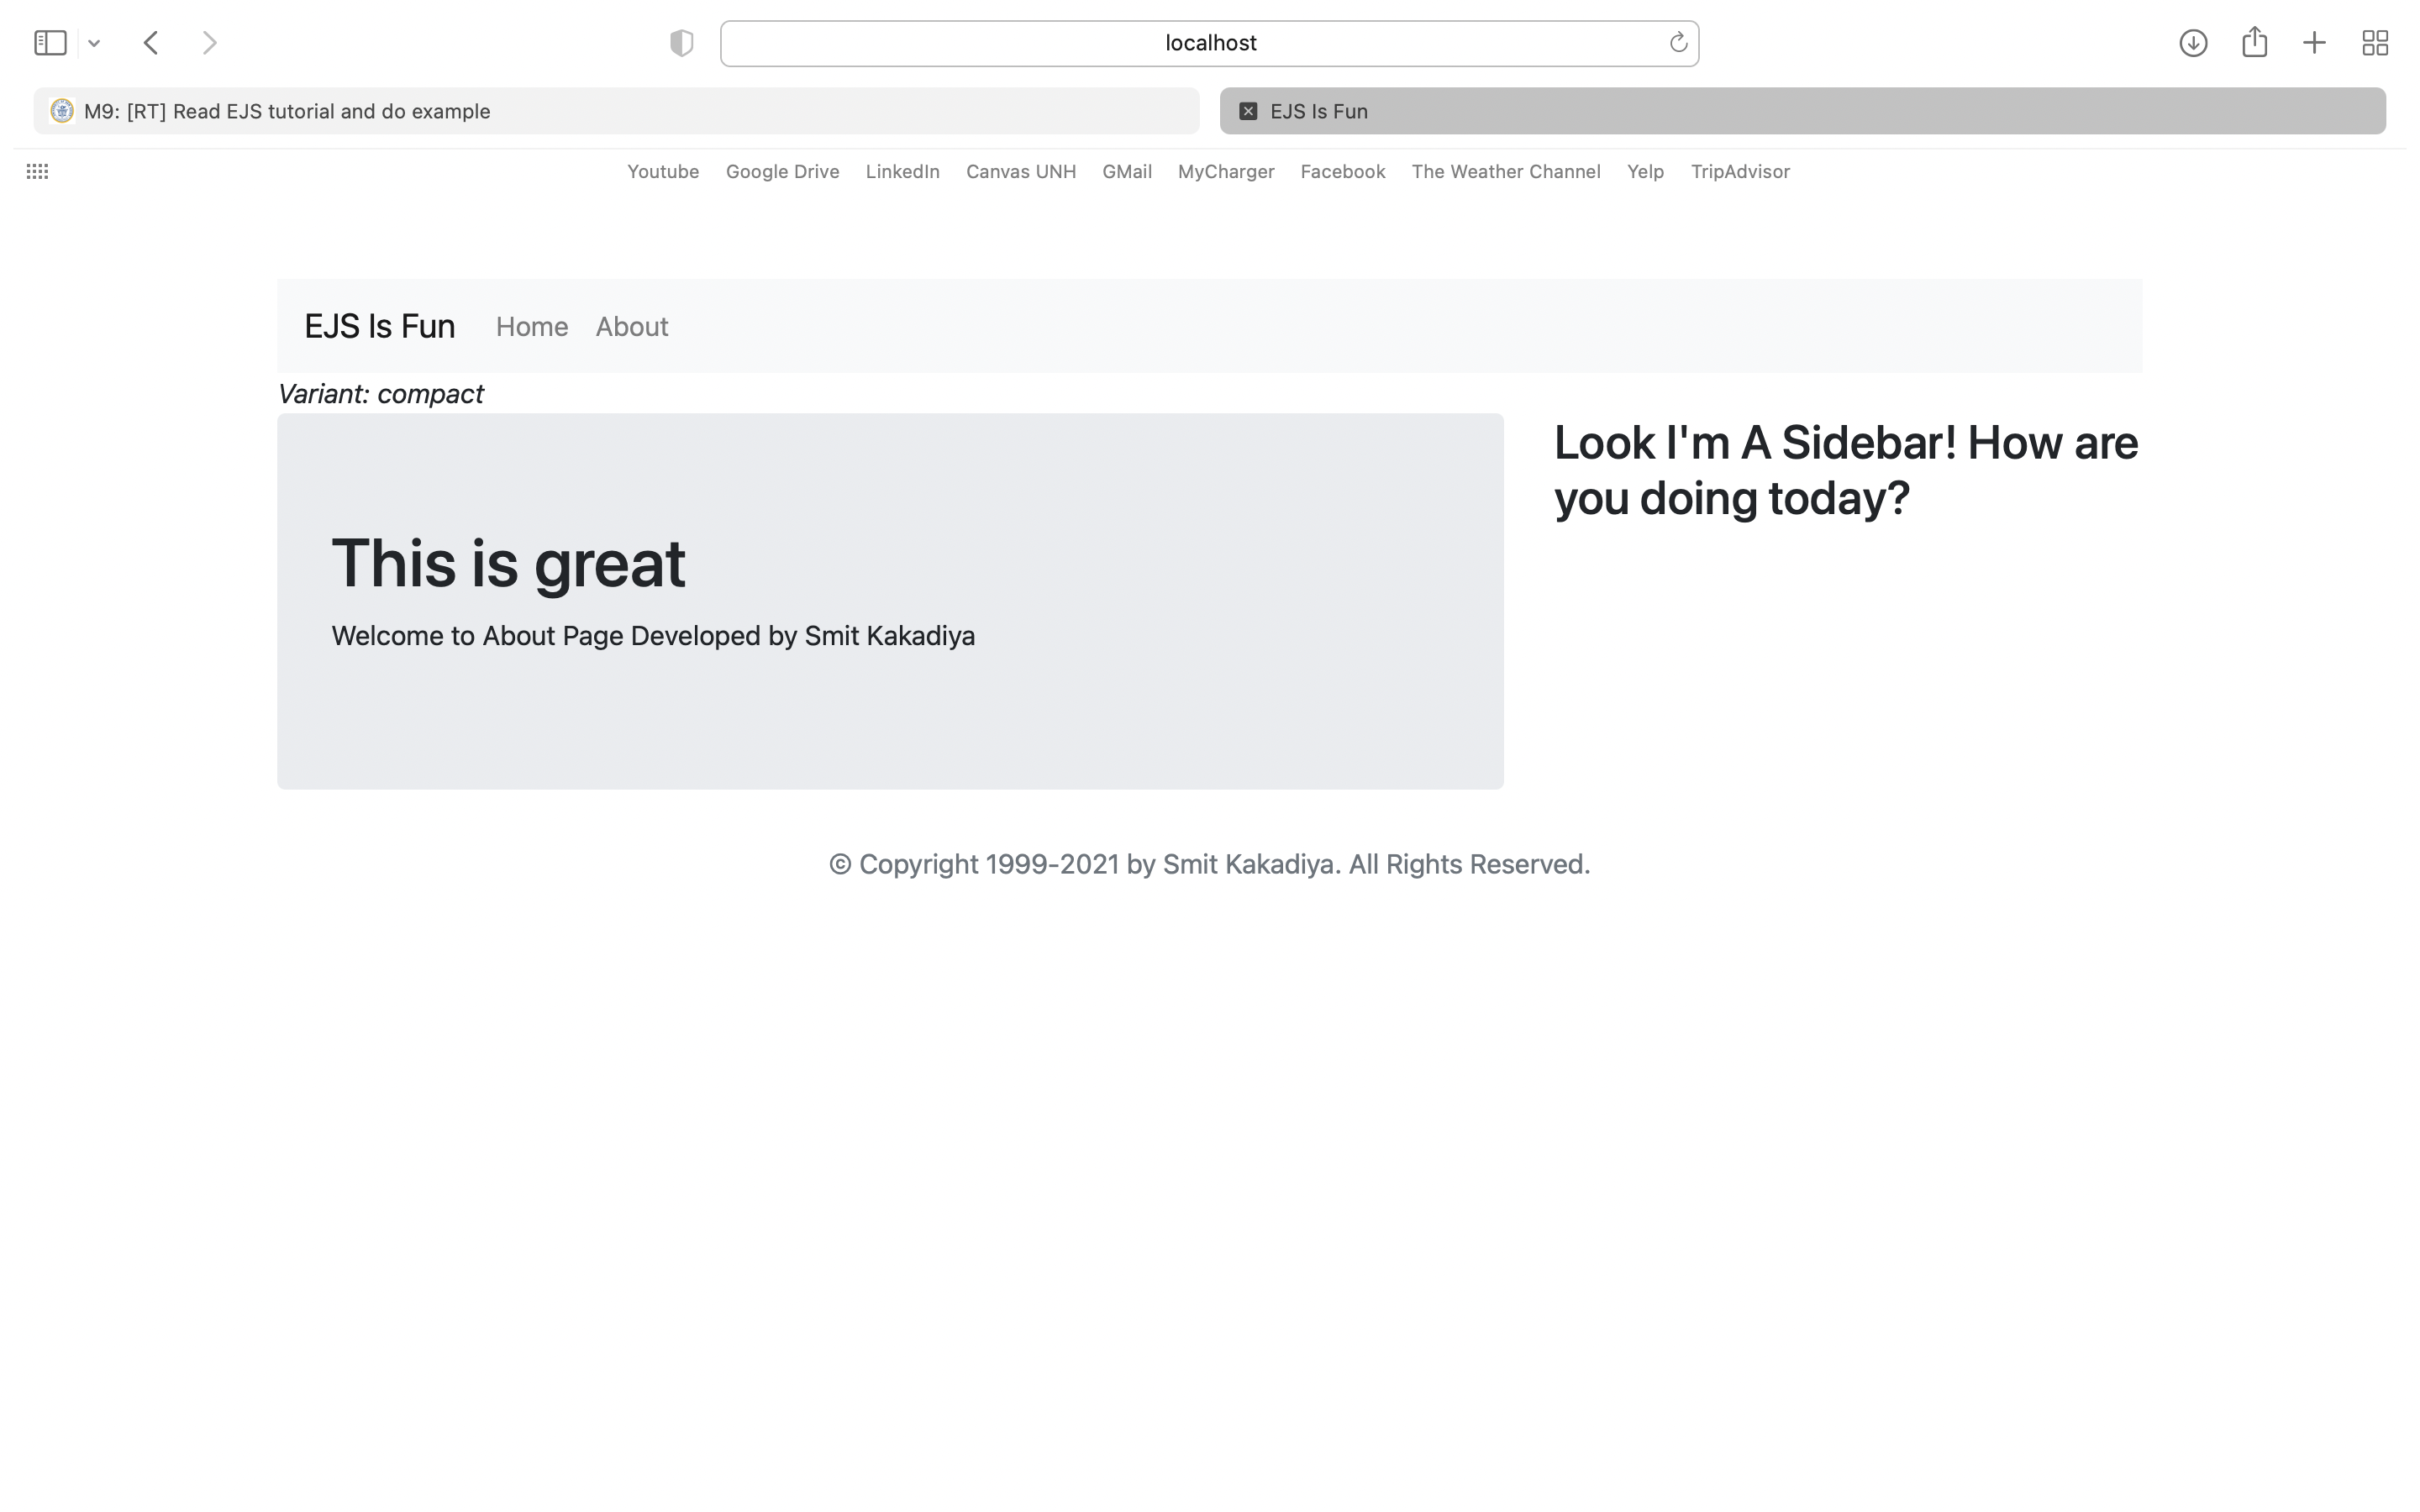 localhost
M9: [RT] Read EJS tutorial and do example
EJS Is Fun
Youtube Google Drive LinkedIn Canvas UNH GMail MyCharger Facebook The Weather Channel Yelp TripAdvisor
EJS Is Fun Home About
Variant: compact
This is great
Welcome to About Page Developed by Smit Kakadiya
Look I'm A Sidebar! How are
you doing today?
© Copyright 1999-2021 by Smit Kakadiya. All Rights Reserved.